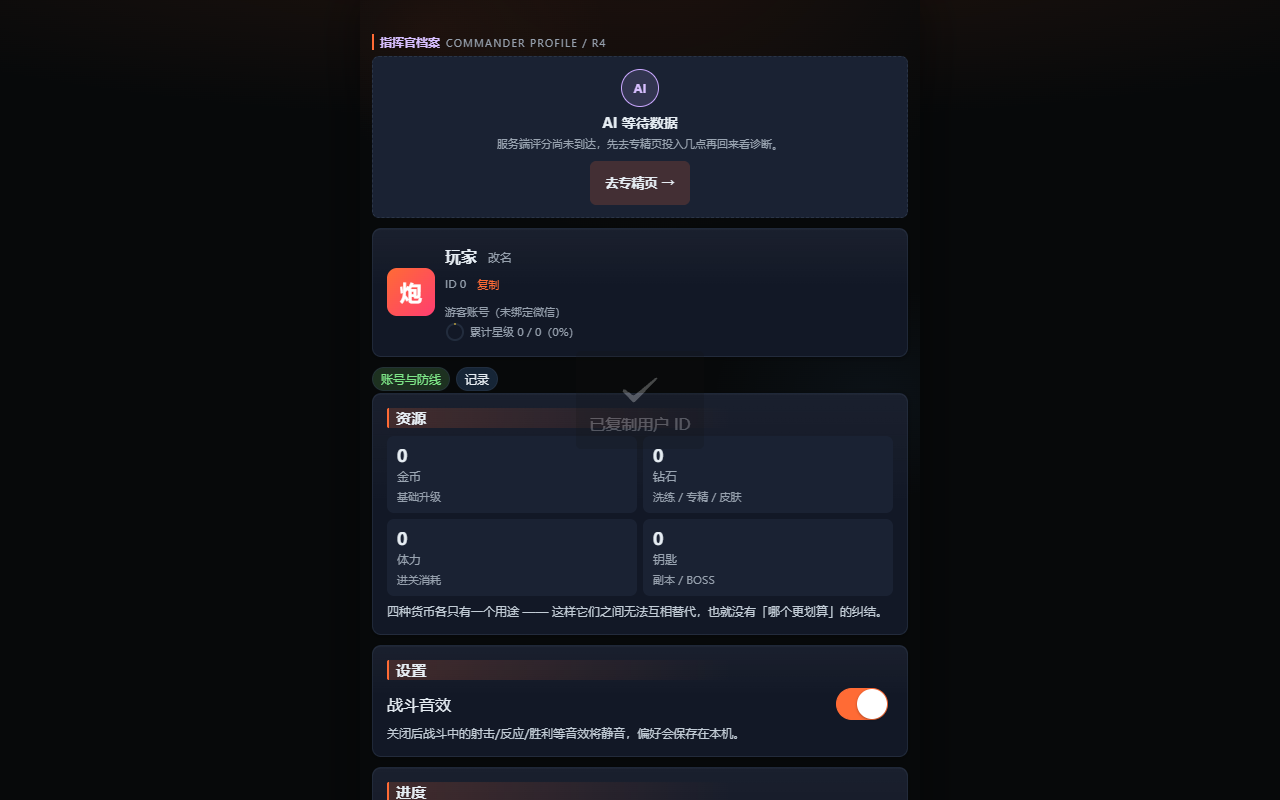 指挥官档案 COMMANDER PROFILE / R4
AI
AI 等待数据
服务端评分尚未到达，先去专精页投入几点再回来看诊断。
去专精页 →
炮
玩家 改名
ID 0 复制
游客账号（未绑定微信）
累计星级 0 / 0（0%）
账号与防线 记录
已复制用户 ID
资源
0
金币
基础升级
0
钻石
洗练 / 专精 / 皮肤
0
体力
进关消耗
0
钥匙
副本 / BOSS
四种货币各只有一个用途 —— 这样它们之间无法互相替代，也就没有「哪个更划算」的纠结。
设置
战斗音效
关闭后战斗中的射击/反应/胜利等音效将静音，偏好会保存在本机。
进度